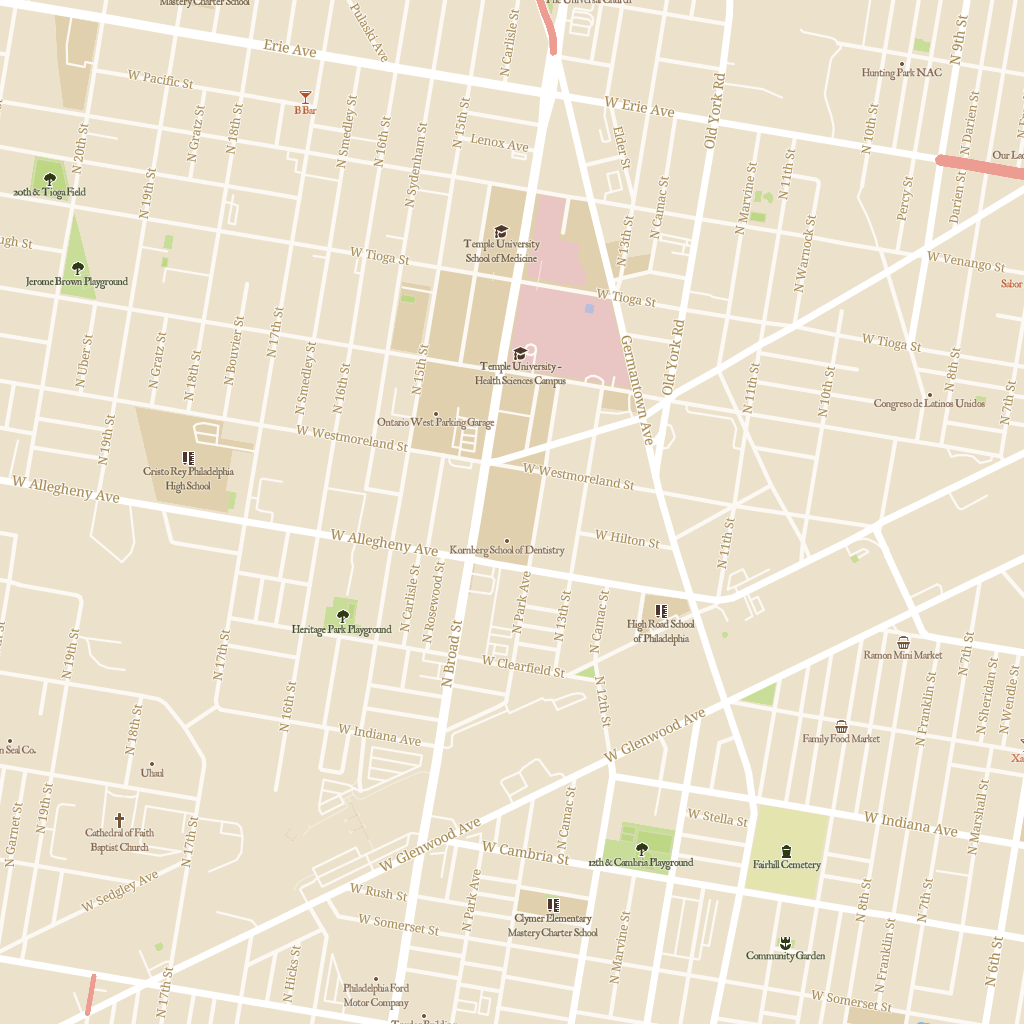 Mastery Charter School
The Universal Church
Pulaski Ave
N Carlisle St
N 9th St
Erie Ave
W Pacific St
Hunting Park NAC
B Bar
W Erie Ave
Old York Rd
N 20th St
N Gratz St
N 18th St
N Smedley St
N 16th St
N 15th St
Lenox Ave
Elder St
N 10th St
N Darien St
Our Lad
20th & Tioga Field
N 19th St
N Sydenham St
N Camac St
N Marvine St
N 11th St
Percy St
Darien St
ugh St
Temple University
School of Medicine
N 13th St
N Warnock St
W Tioga St
W Venango St
Jerome Brown Playground
Sabor
W Tioga St
W Tioga St
N Uber St
N Gratz St
N 18th St
N Bouvier St
N 17th St
N Smedley St
N 16th St
N 15th St
Temple University -
Health Sciences Campus
Germantown Ave
Old York Rd
N 11th St
N 10th St
N 8th St
N 7th St
Congreso de Latinos Unidos
Ontario West Parking Garage
N 19th St
W Westmoreland St
Cristo Rey Philadelphia
High School
W Westmoreland St
W Allegheny Ave
W Allegheny Ave
Kornberg School of Dentistry
W Hilton St
N 11th St
N Carlisle St
N Rosewood St
N Park Ave
N 13th St
N Camac St
High Road School
of Philadelphia
Heritage Park Playground
N 19th St
N 17th St
N Broad St
W Clearfield St
Ramon Mini Market
N 7th St
N 16th St
N 18th St
N 12th St
N Franklin St
N Sheridan St
N Wendle St
W Indiana Ave
W Glenwood Ave
Family Food Market
n Seal Co.
Uhaul
Xa
N Garnet St
N 19th St
Cathedral of Faith
Baptist Church
N 17th St
N Camac St
W Stella St
W Indiana Ave
N Marshall St
W Glenwood Ave
W Cambria St
12th & Cambria Playground
Fairhill Cemetery
W Sedgley Ave
W Rush St
N Park Ave
W Somerset St
Clymer Elementary
Mastery Charter School
N Marvine St
N 8th St
N 7th St
Community Garden
N Franklin St
N 6th St
N 17th St
N Hicks St
Philadelphia Ford
Motor Company
W Somerset St